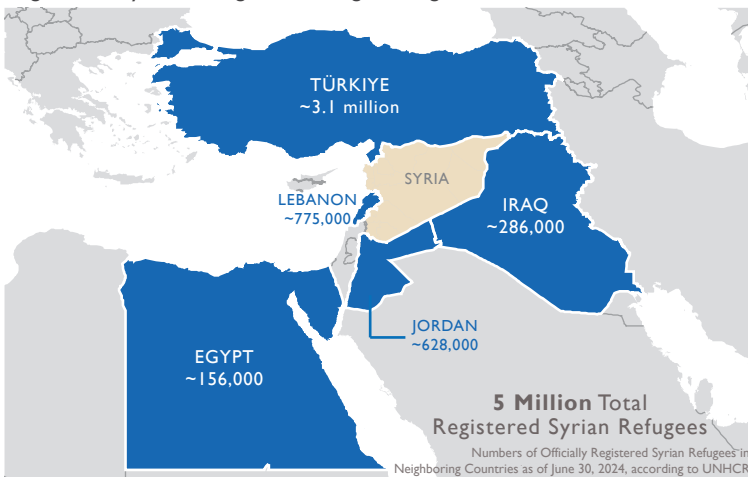 TÜRKIYE
~3.1 million
SYRIA
LEBANON
~775,000
IRAQ
~286,000
JORDAN
~628,000
EGYPT
~156,000
5 Million Total
Registered Syrian Refugees
Numbers of Officially Registered Syrian Refugees in
Neighboring Countries as of June 30, 2024, according to UNHCR